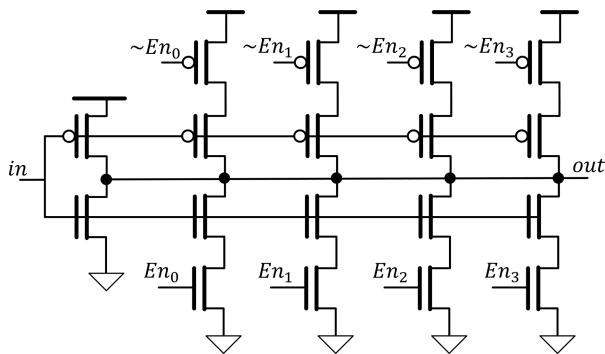 ~En₀ ~En₁ ~En₂ ~En₃
in out
En₀ En₁ En₂ En₃